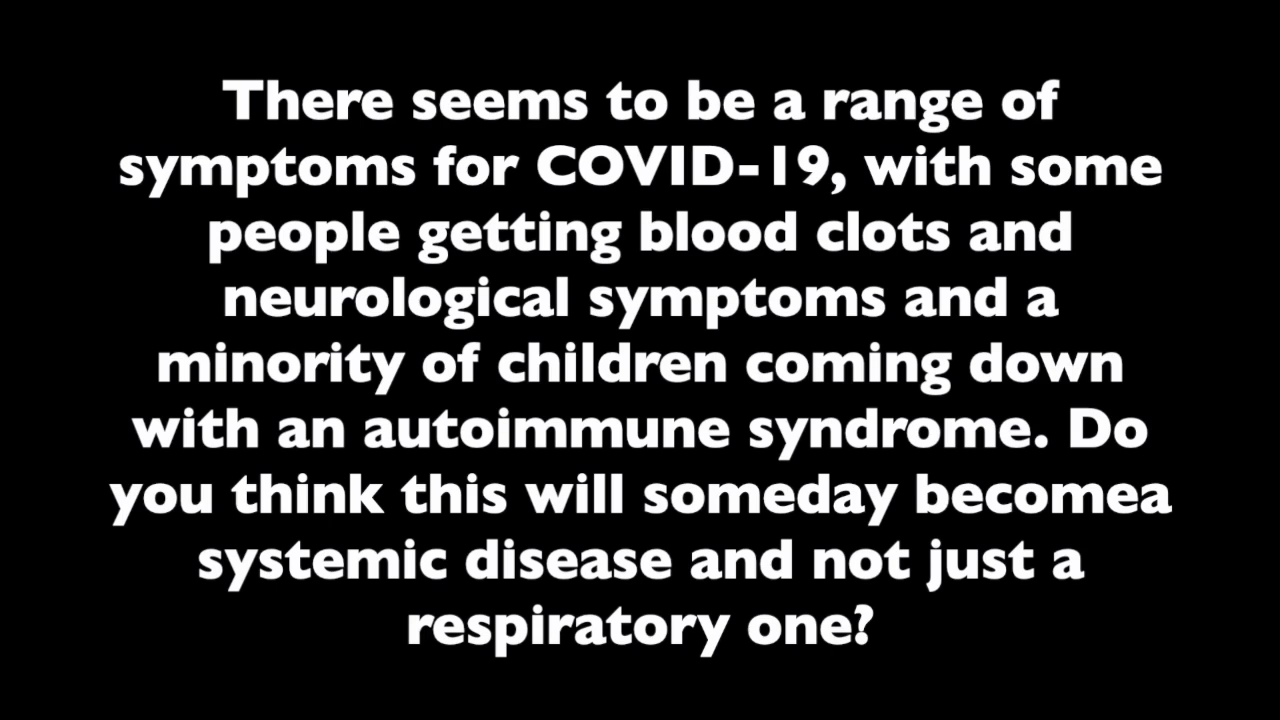 There seems to be a range of
symptoms for COVID-19, with some
people getting blood clots and
neurological symptoms and a
minority of children coming down
with an autoimmune syndrome. Do
you think this will someday becomea
systemic disease and not just a
respiratory one?